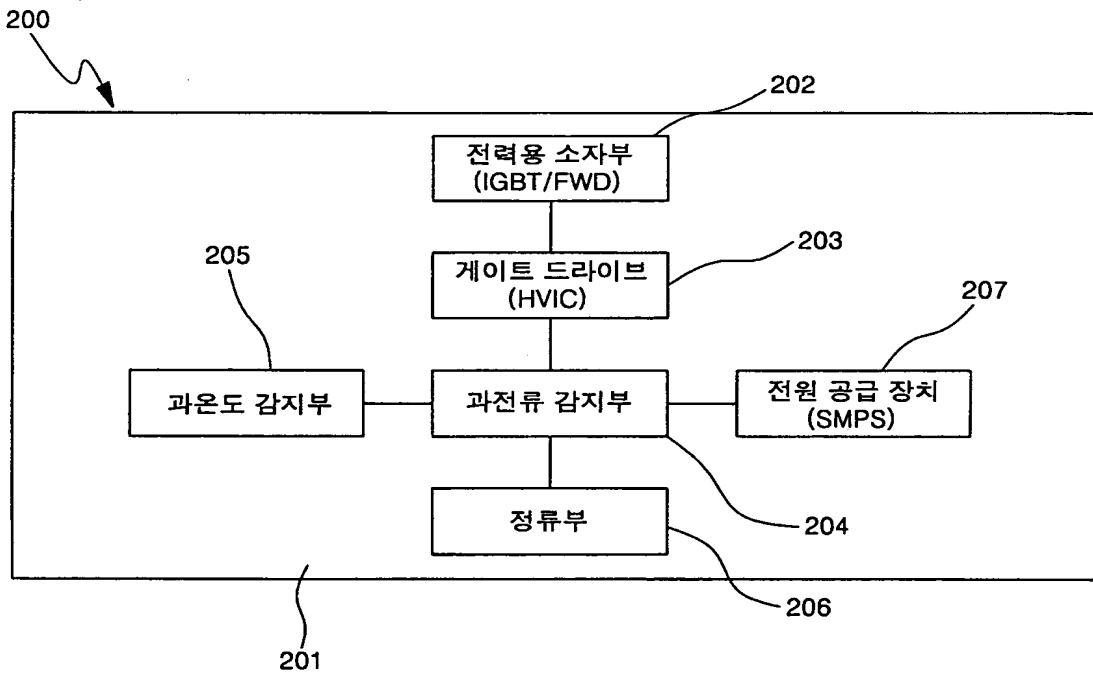 200
202
전력용 소자부
(IGBT/FWD)
203
205
게이트 드라이브
(HVIC)
207
과온도 감지부
과전류 감지부
전원 공급 장치
(SMPS)
정류부
204
206
201